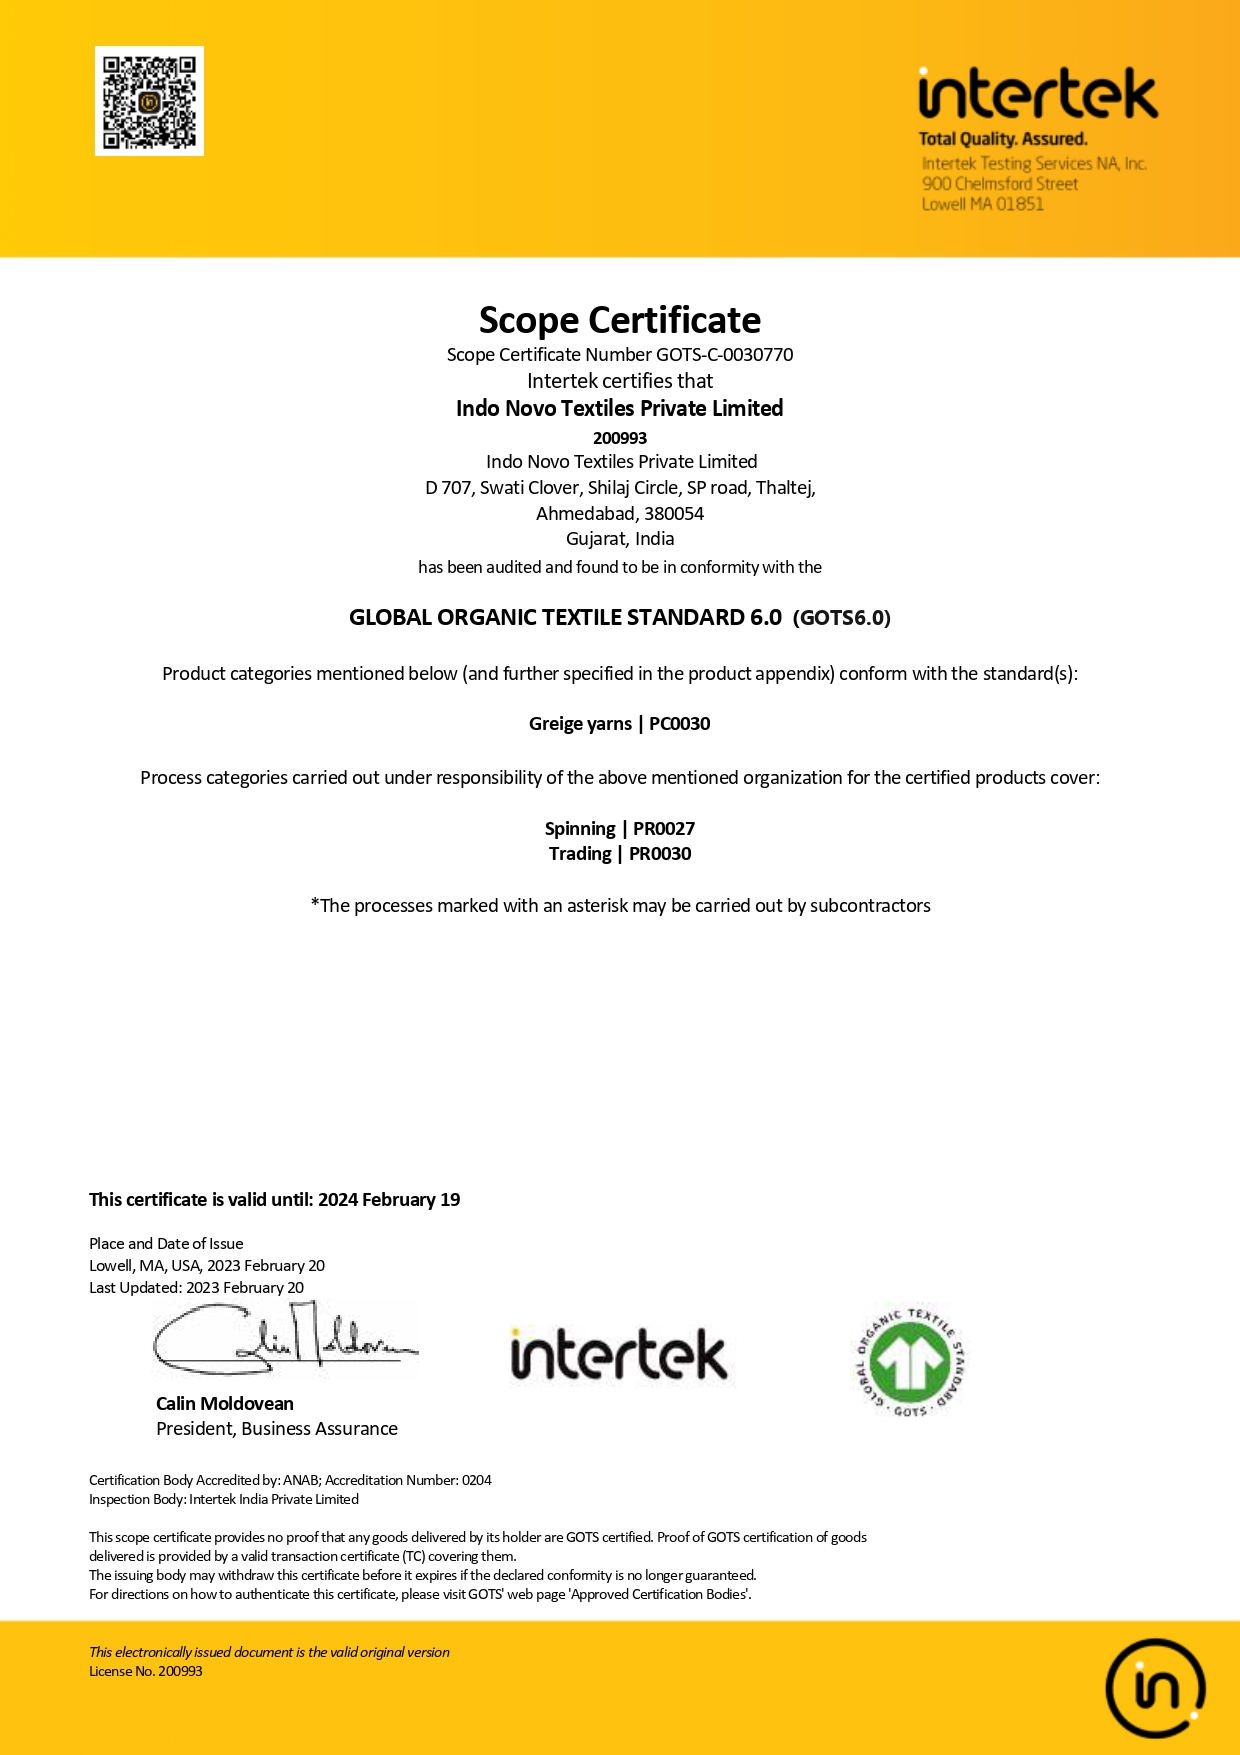 intertek
Total Quality. Assured.
Intertek Testing Services NA, Inc.
900 Chelmsford Street
Lowell MA 01851
Scope Certificate
Scope Certificate Number GOTS-C-0030770
Intertek certifies that
Indo Novo Textiles Private Limited
200993
Indo Novo Textiles Private Limited
D 707, Swati Clover, Shilaj Circle, SP road, Thaltej,
Ahmedabad, 380054
Gujarat, India
has been audited and found to be in conformity with the
GLOBAL ORGANIC TEXTILE STANDARD 6.0 (GOTS6.0)
Product categories mentioned below (and further specified in the product appendix) conform with the standard(s):
Greige yarns | PC0030
Process categories carried out under responsibility of the above mentioned organization for the certified products cover:
Spinning | PR0027
Trading | PR0030
*The processes marked with an asterisk may be carried out by subcontractors
This certificate is valid until: 2024 February 19
Place and Date of Issue
Lowell, MA, USA, 2023 February 20
Last Updated: 2023 February 20
Calin Moldovean
intertek
GLOBAL ORGANIC TEXTILE STANDARD · GOTS ·
Calin Moldovean
President, Business Assurance
Certification Body Accredited by: ANAB; Accreditation Number: 0204
Inspection Body: Intertek India Private Limited
This scope certificate provides no proof that any goods delivered by its holder are GOTS certified. Proof of GOTS certification of goods
delivered is provided by a valid transaction certificate (TC) covering them.
The issuing body may withdraw this certificate before it expires if the declared conformity is no longer guaranteed.
For directions on how to authenticate this certificate, please visit GOTS' web page 'Approved Certification Bodies'.
This electronically issued document is the valid original version
License No. 200993
in